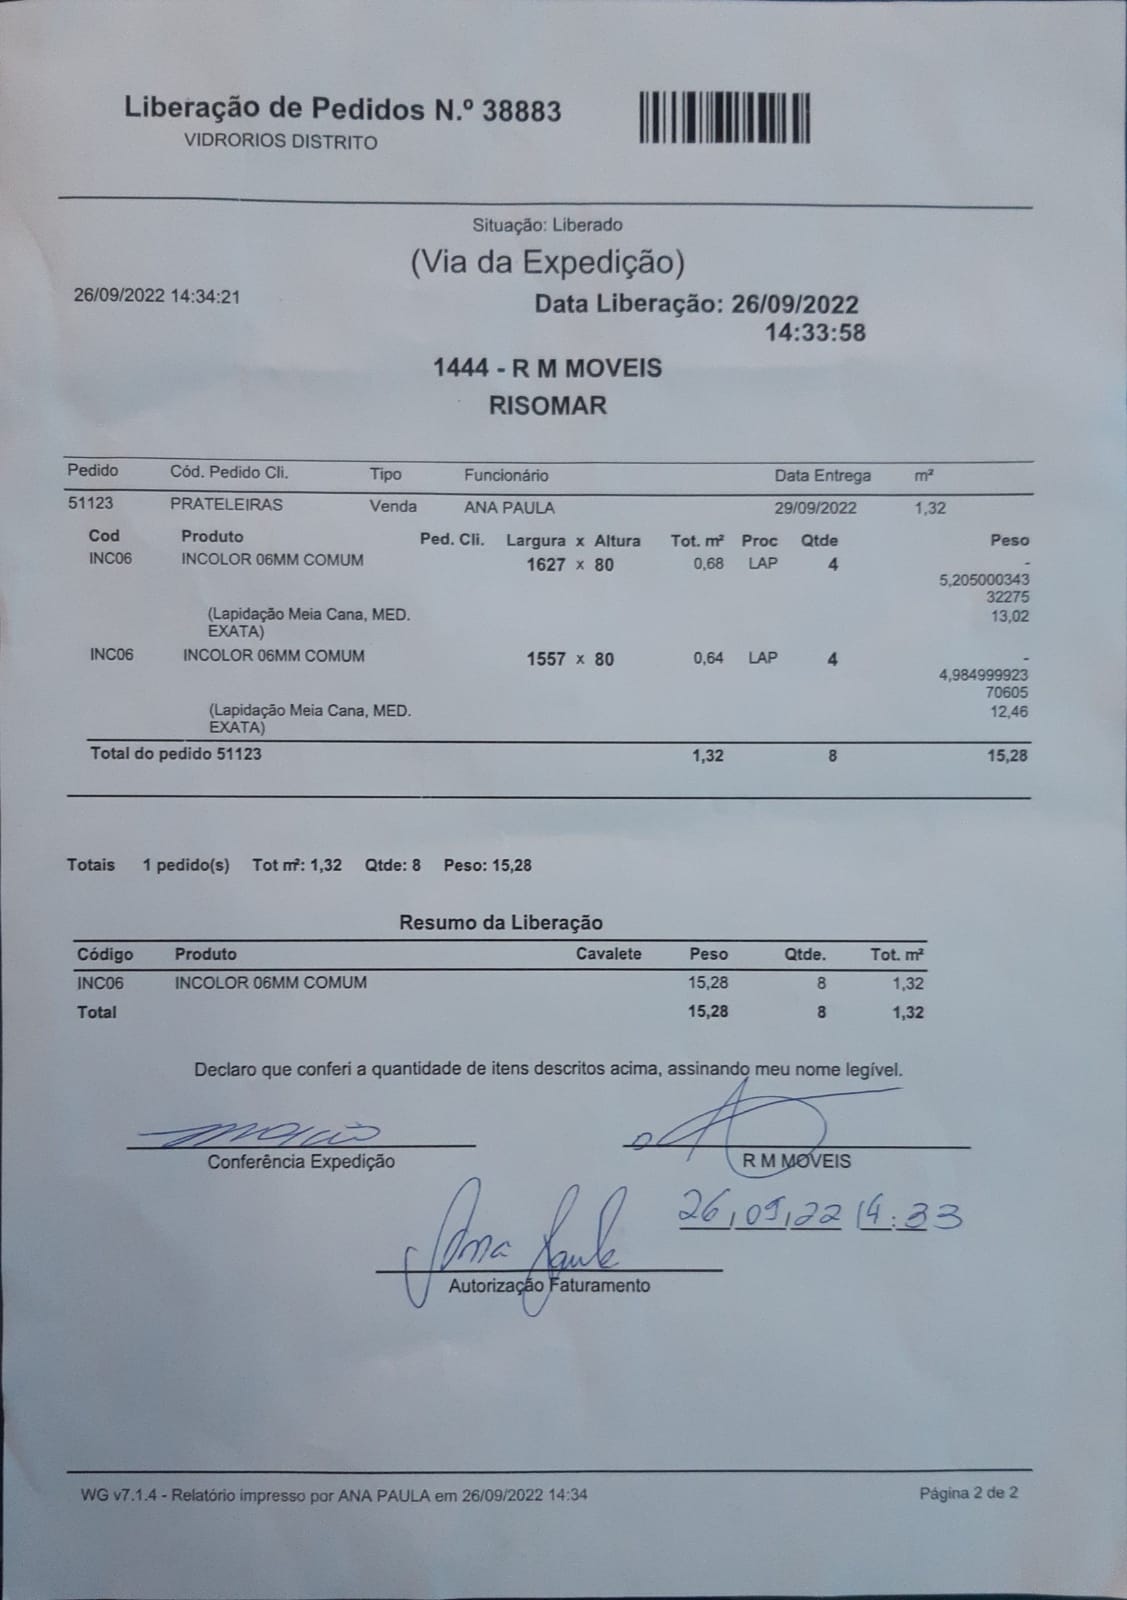 Liberação de Pedidos N.º 38883
VIDRORIOS DISTRITO
Situação: Liberado
(Via da Expedição)
26/09/2022 14:34:21
Data Liberação: 26/09/2022
14:33:58
1444 - R M MOVEIS
RISOMAR
Pedido Cód. Pedido Cli. Tipo Funcionário Data Entrega m²
51123 PRATELEIRAS Venda ANA PAULA 29/09/2022 1,32
Cod Produto Ped. Cli. Largura x Altura Tot. m² Proc Qtde Peso
INC06 INCOLOR 06MM COMUM 1627 x 80 0,68 LAP 4 -
5,205000343
32275
(Lapidação Meia Cana, MED. 13,02
EXATA)
INC06 INCOLOR 06MM COMUM 1557 x 80 0,64 LAP 4 -
4,984999923
70605
(Lapidação Meia Cana, MED. 12,46
EXATA)
Total do pedido 51123 1,32 8 15,28
Totais 1 pedido(s) Tot m²: 1,32 Qtde: 8 Peso: 15,28
Resumo da Liberação
Código Produto Cavalete Peso Qtde. Tot. m²
INC06 INCOLOR 06MM COMUM 15,28 8 1,32
Total 15,28 8 1,32
Declaro que conferi a quantidade de itens descritos acima, assinando meu nome legível.
Conferência Expedição R M MOVEIS
26,09,22 14:33
Ana Paula
Autorização Faturamento
WG v7.1.4 - Relatório impresso por ANA PAULA em 26/09/2022 14:34 Página 2 de 2